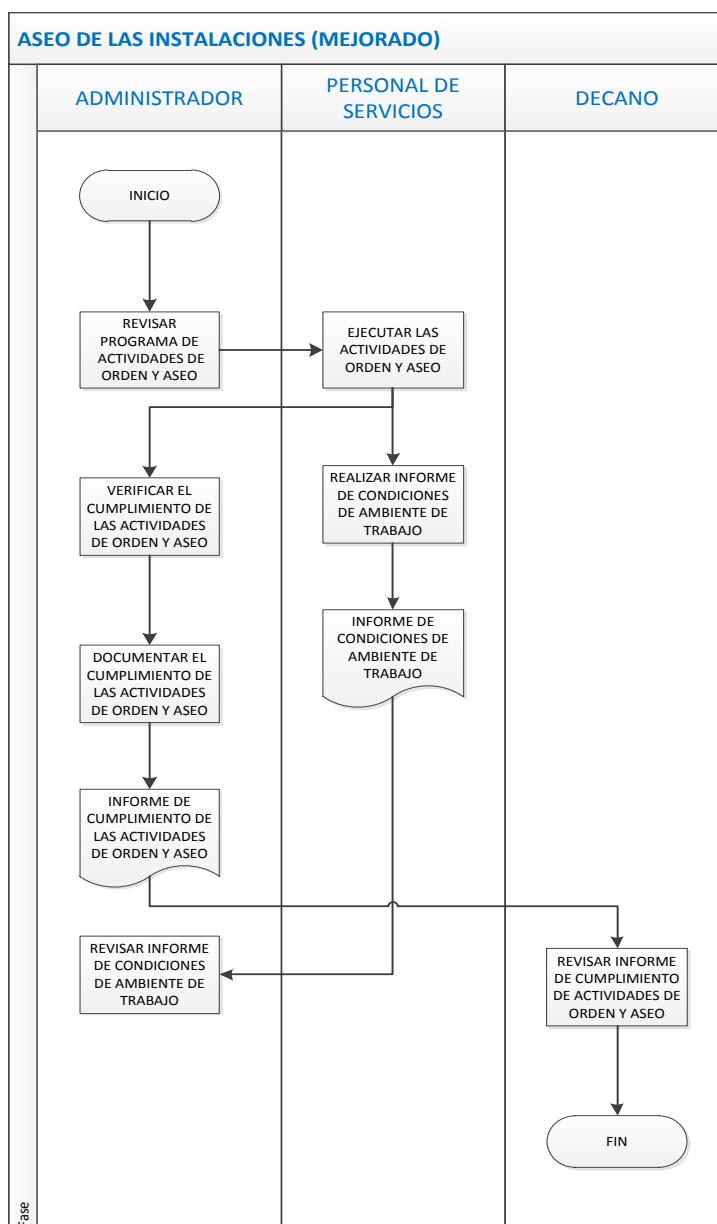 ASEO DE LAS INSTALACIONES (MEJORADO)
ADMINISTRADOR
PERSONAL DE
SERVICIOS
DECANO
INICIO
REVISAR
PROGRAMA DE
ACTIVIDADES DE
ORDEN Y ASEO
EJECUTAR LAS
ACTIVIDADES DE
ORDEN Y ASEO
VERIFICAR EL
CUMPLIMIENTO DE
LAS ACTIVIDADES
DE ORDEN Y ASEO
REALIZAR INFORME
DE CONDICIONES
DE AMBIENTE DE
TRABAJO
INFORME DE
CONDICIONES DE
AMBIENTE DE
TRABAJO
DOCUMENTAR EL
CUMPLIMIENTO DE
LAS ACTIVIDADES
DE ORDEN Y ASEO
INFORME DE
CUMPLIMIENTO DE
LAS ACTIVIDADES
DE ORDEN Y ASEO
REVISAR INFORME
DE CONDICIONES
DE AMBIENTE DE
TRABAJO
REVISAR INFORME
DE CUMPLIMIENTO
DE ACTIVIDADES DE
ORDEN Y ASEO
FIN
Fase